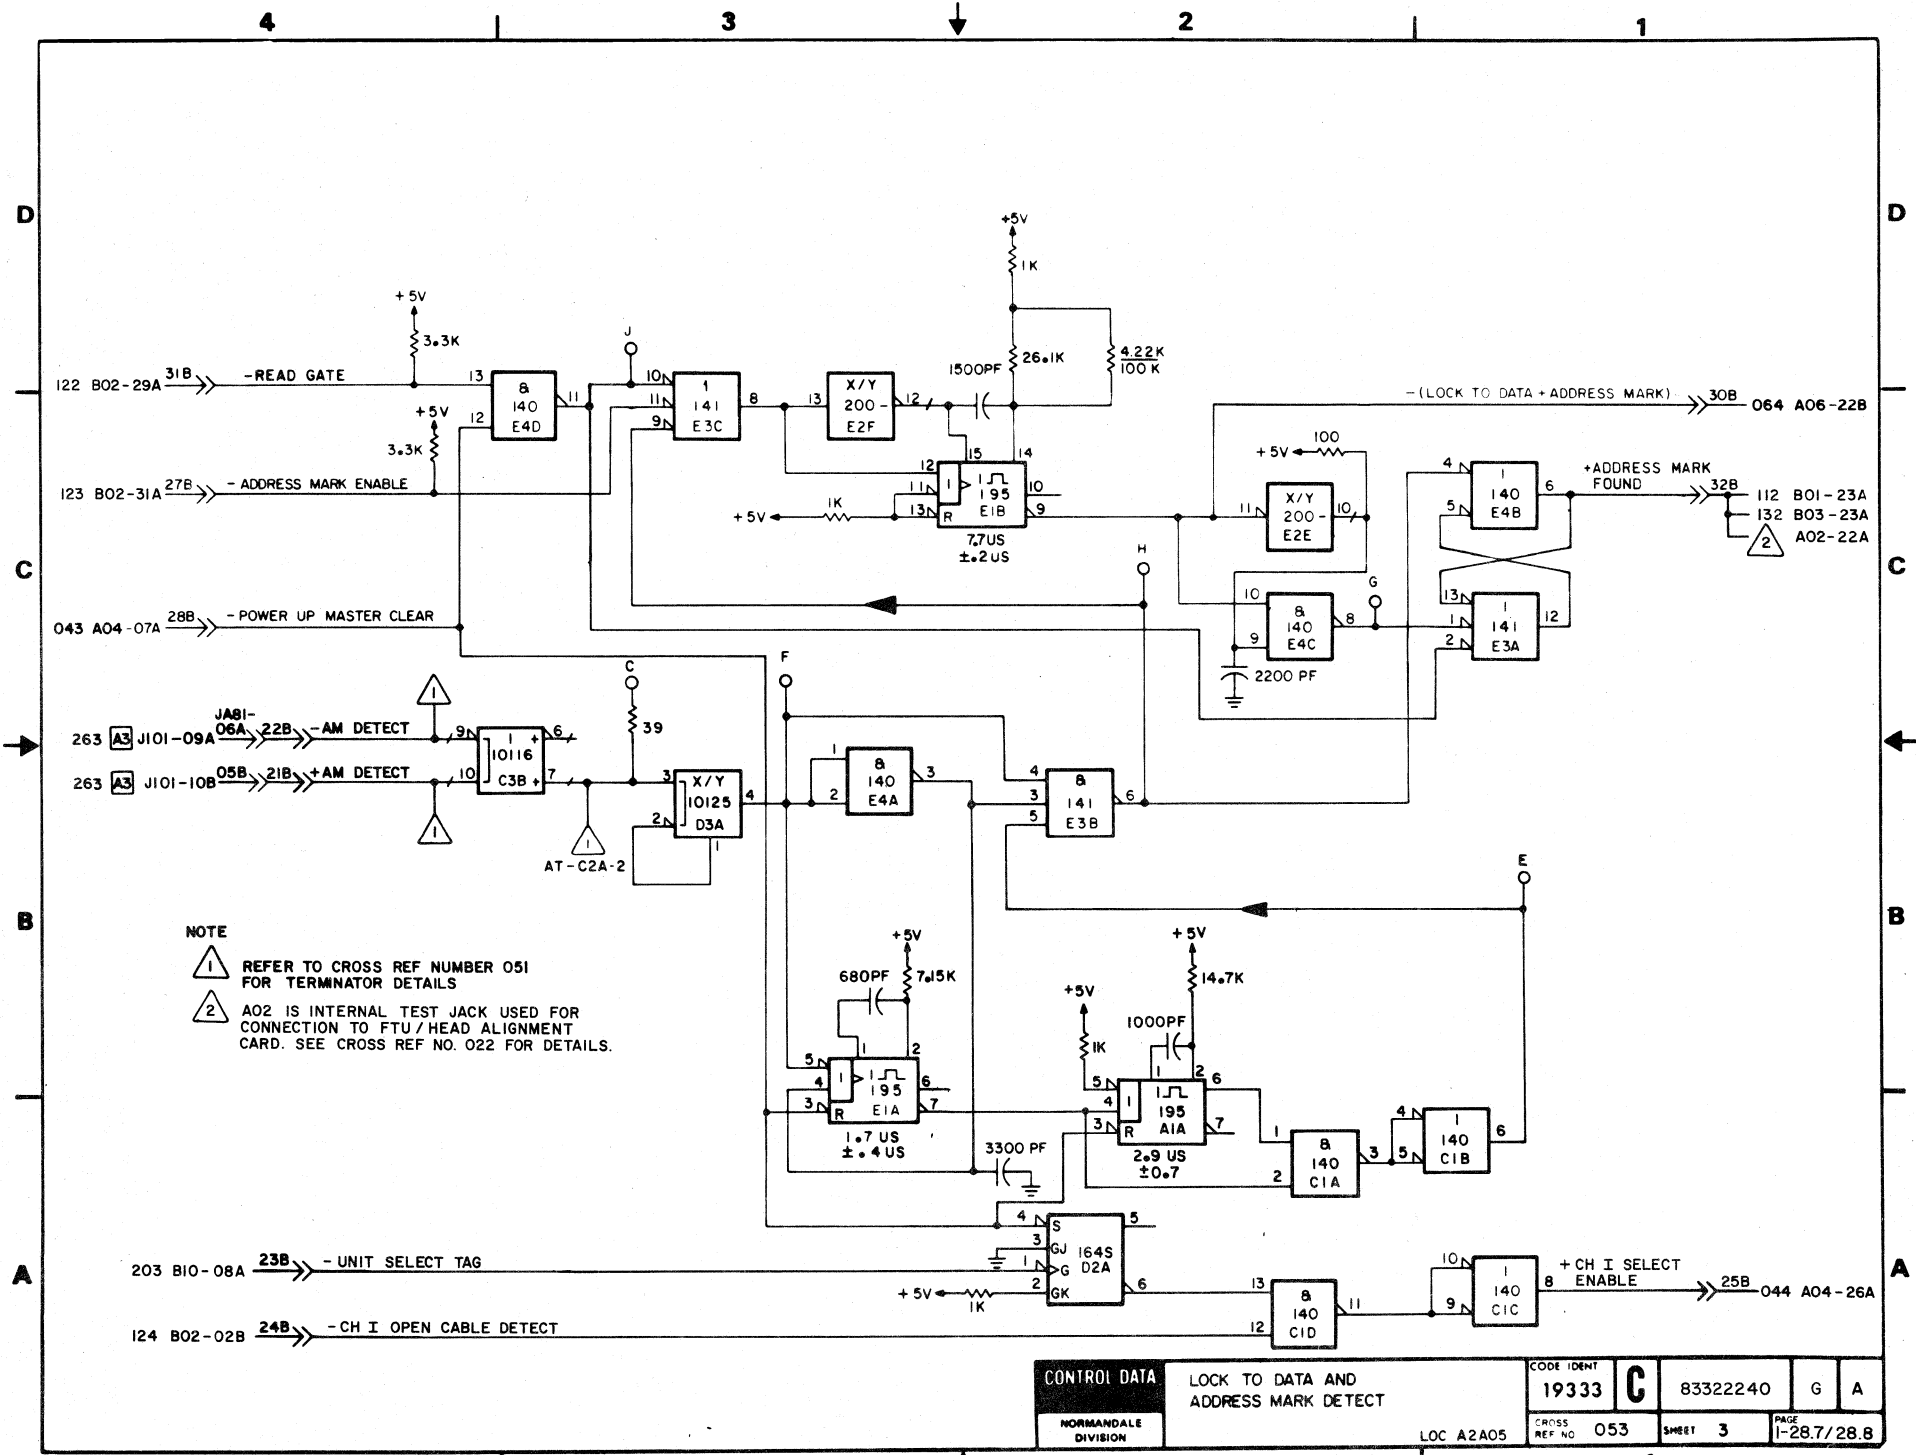 4 3 2 1
D
D
+5V
1K
+5V
3.3K
J
26.1K
4.22K
100 K
1500PF
122 B02-29A 31B -READ GATE
13
12
&
140
E4D
11
10
11
9
1
141
E3C
8
13
X/Y
200-
E2F
12
-(LOCK TO DATA + ADDRESS MARK)
30B
064 A06-22B
+5V
3.3K
123 B02-31A 27B - ADDRESS MARK ENABLE
15
14
12
11
13
1
1
195
R
E1B
10
9
7.7US
±.2US
+5V
1K
+5V
100
11
X/Y
200-
E2E
10
4
5
1
140
E4B
6
+ADDRESS MARK
FOUND
32B
112 B01-23A
132 B03-23A
2
A02-22A
C
C
H
G
10
9
&
140
E4C
8
2200 PF
13
1
2
1
141
E3A
12
043 A04-07A 28B -POWER UP MASTER CLEAR
F
C
39
1
JA81-
263 A3 J101-09A 06A 22B -AM DETECT
263 A3 J101-10B 05B 21B +AM DETECT
1
9
10
1 +
10116
C3B +
6
7
1
AT-C2A-2
3
2
X/Y
10125
D3A
4
1
1
2
&
140
E4A
3
4
3
5
&
141
E3B
6
E
B
B
NOTE
1 REFER TO CROSS REF NUMBER 051
FOR TERMINATOR DETAILS
2 A02 IS INTERNAL TEST JACK USED FOR
CONNECTION TO FTU/HEAD ALIGNMENT
CARD. SEE CROSS REF NO. 022 FOR DETAILS.
+5V
680PF
7.15K
1
2
5
4
3
1
1
195
R
E1A
6
7
1.7 US
±.4US
3300 PF
+5V
14.7K
+5V
1K
1000PF
1
2
5
4
3
1
1
195
R
A1A
6
7
2.9 US
±0.7
1
2
&
140
C1A
3
4
5
1
140
C1B
6
A
A
4
3
1
2
S
GJ
G
GK
164S
D2A
5
6
203 B10-08A 23B - UNIT SELECT TAG
+5V
1K
124 B02-02B 24B -CH I OPEN CABLE DETECT
13
12
&
140
C1D
11
10
9
1
140
C1C
8
+CH I SELECT
ENABLE
25B
044 A04-26A
CONTROL DATA
NORMANDALE
DIVISION
LOCK TO DATA AND
ADDRESS MARK DETECT
LOC A2A05
CODE IDENT
19333
C
83322240
G
A
CROSS
REF NO 053
SHEET 3
PAGE
1-28.7/28.8